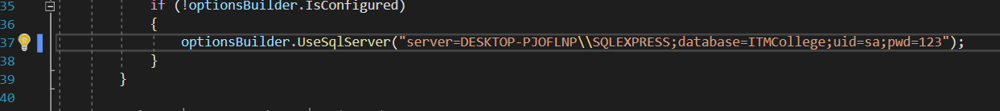 35 if (!optionsBuilder.IsConfigured)
36 {
37 optionsBuilder.UseSqlServer("server=DESKTOP-PJOFLNP\\SQLEXPRESS;database=ITMCollege;uid=sa;pwd=123");
38 }
39 }
40